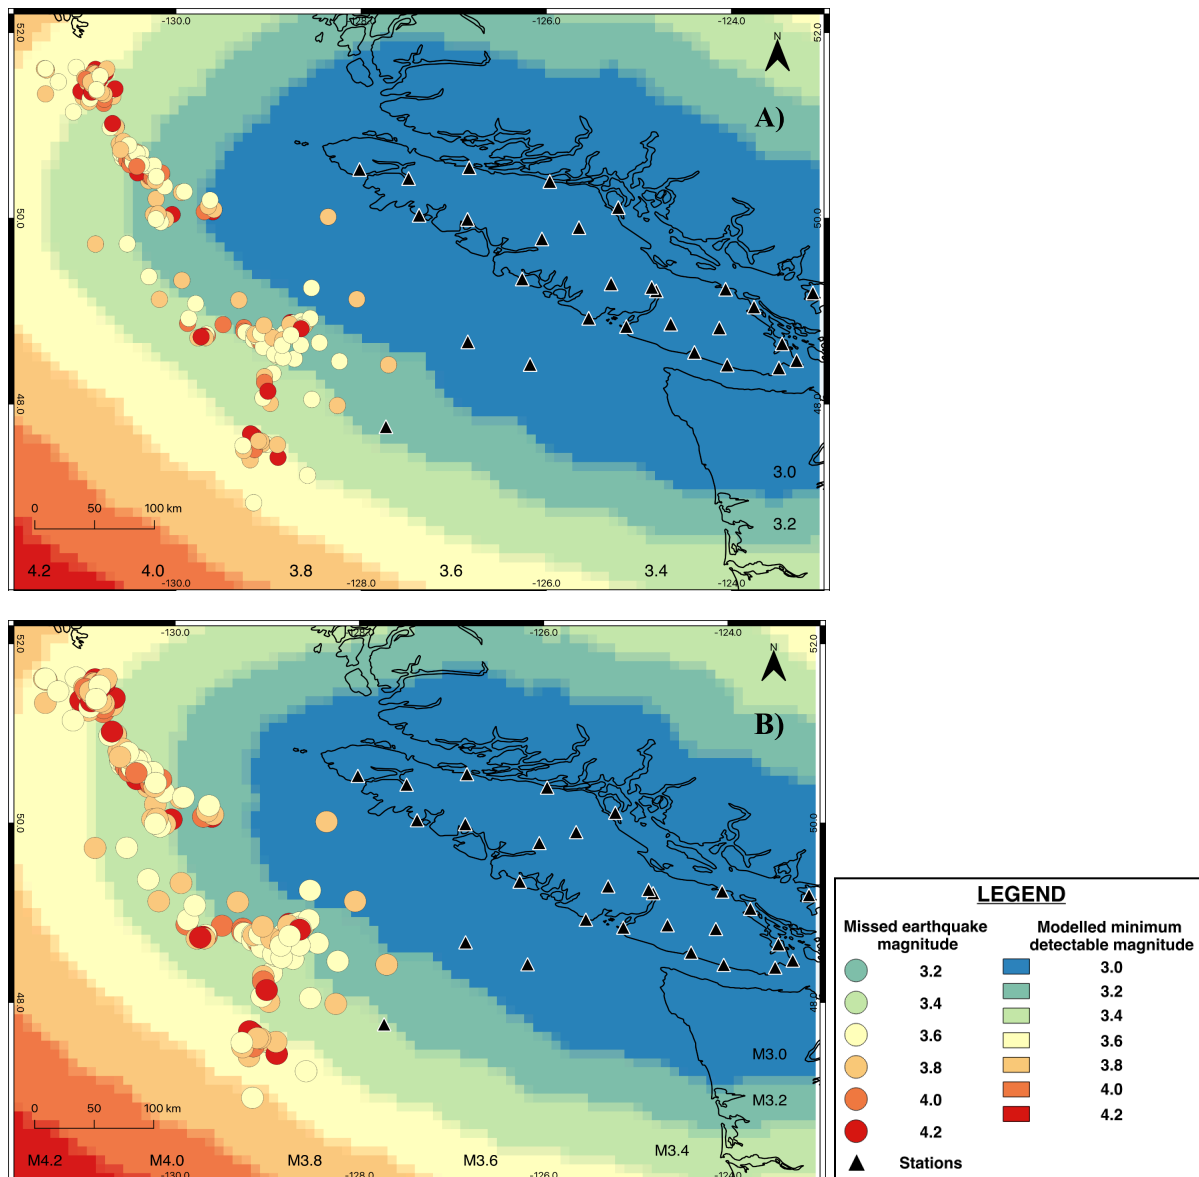 -130.0 -128.0 -126.0 -124.0
52.0 52.0
N
A)
50.0 50.0
48.0 48.0
3.0
0 50 100 km
3.2
4.2 4.0 3.8 3.6 3.4
-130.0 -128.0 -126.0 -124.0
-130.0 -128.0 -126.0 -124.0
52.0 52.0
N
B)
50.0 50.0
48.0 48.0
M3.0
0 50 100 km
M3.2
M4.2 M4.0 M3.8 M3.6 M3.4
-130.0 -126.0 -124.0
LEGEND
Missed earthquake Modelled minimum
magnitude detectable magnitude
3.2 3.0
3.4 3.2
3.6 3.4
3.8 3.6
4.0 3.8
4.2 4.0
Stations 4.2